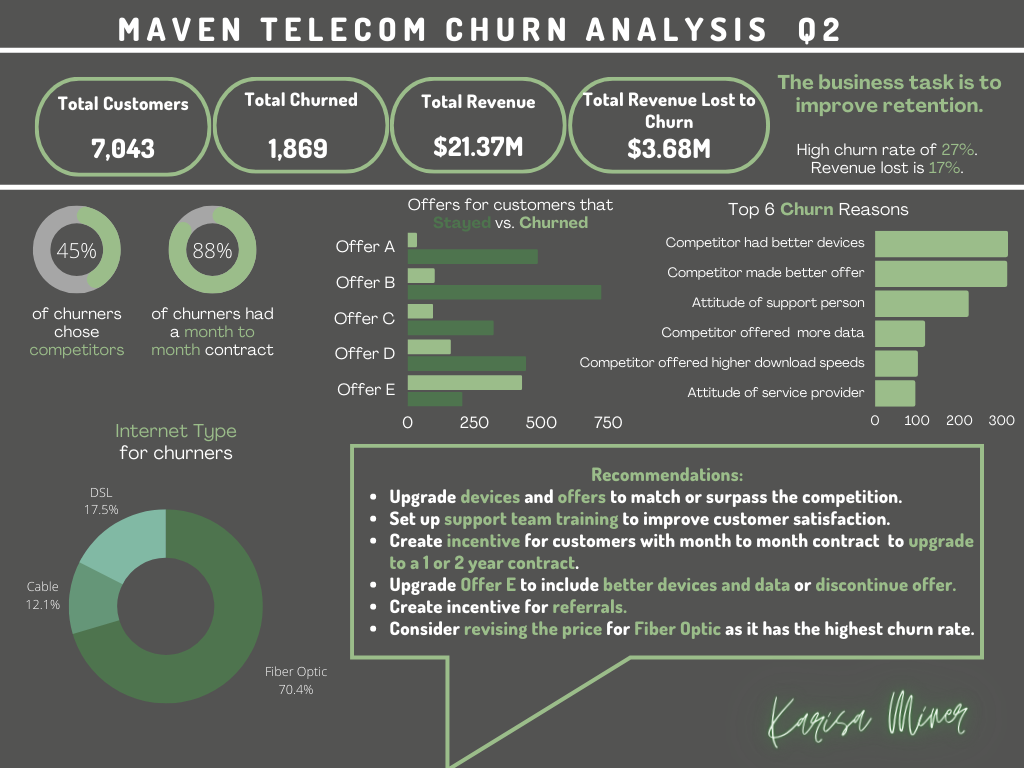 MAVEN TELECOM CHURN ANALYSIS Q2
Total Customers
7,043
Total Churned
1,869
Total Revenue
$21.37M
Total Revenue Lost to
Churn
$3.68M
The business task is to
improve retention.
High churn rate of 27%.
Revenue lost is 17%.
45%
of churners
chose
competitors
88%
of churners had
a month to
month contract
Offers for customers that
Stayed vs. Churned
Offer A
Offer B
Offer C
Offer D
Offer E
0 250 500 750
Top 6 Churn Reasons
Competitor had better devices
Competitor made better offer
Attitude of support person
Competitor offered more data
Competitor offered higher download speeds
Attitude of service provider
0 100 200 300
Internet Type
for churners
DSL
17.5%
Cable
12.1%
Fiber Optic
70.4%
Recommendations:
• Upgrade devices and offers to match or surpass the competition.
• Set up support team training to improve customer satisfaction.
• Create incentive for customers with month to month contract to upgrade
to a 1 or 2 year contract.
• Upgrade Offer E to include better devices and data or discontinue offer.
• Create incentive for referrals.
• Consider revising the price for Fiber Optic as it has the highest churn rate.
Karisa Miner